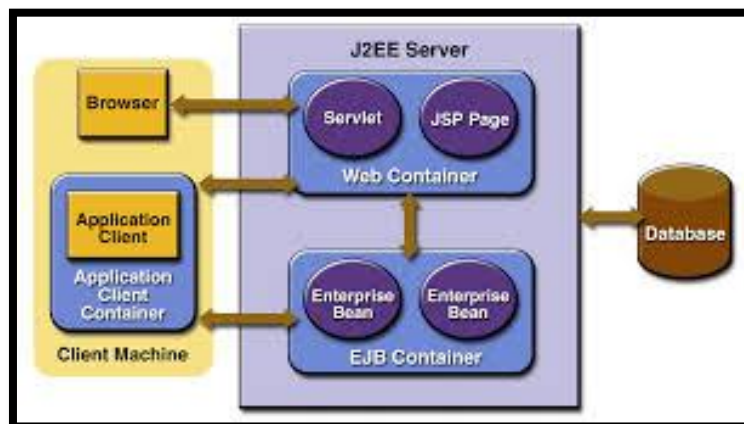 J2EE Server
Browser
Servlet
JSP Page
Web Container
Application
Client
Application
Client
Container
Client Machine
Enterprise
Bean
Enterprise
Bean
EJB Container
Database